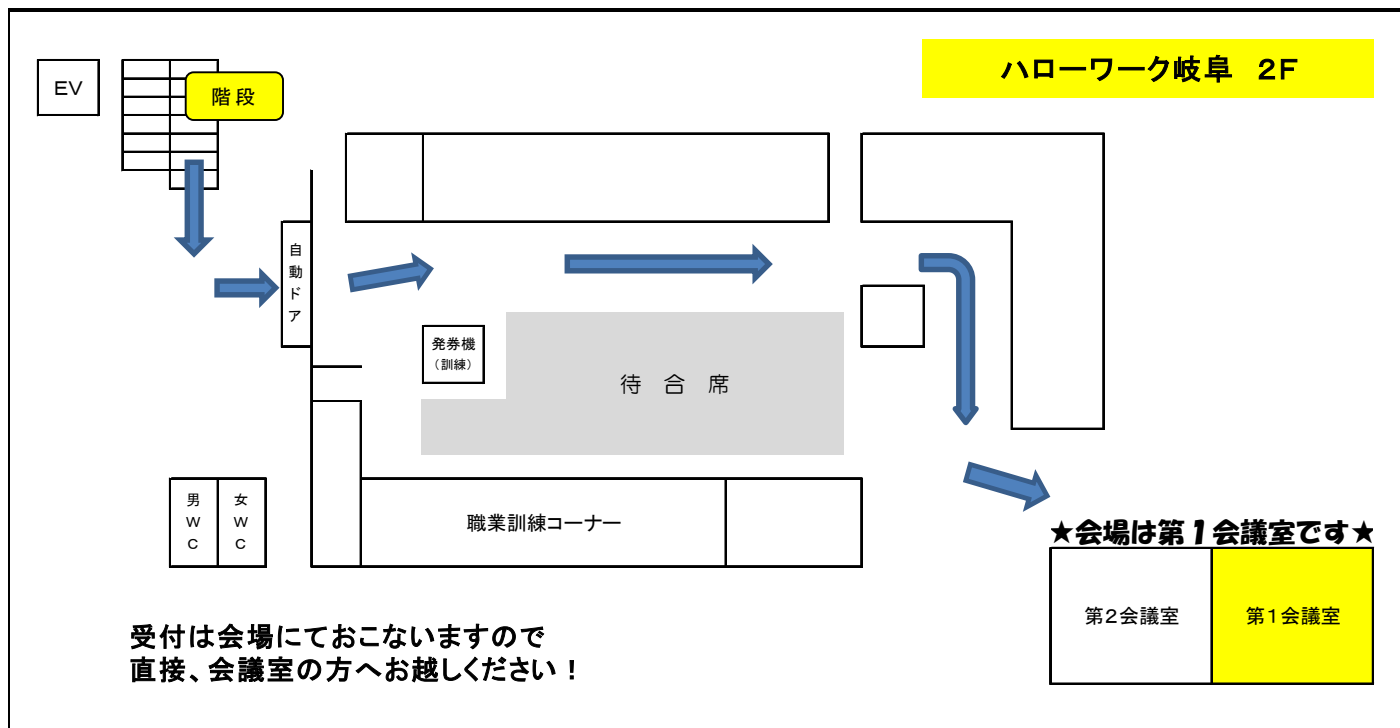 ハローワーク岐阜　２F
EV
階段
自動ドア
発券機
（訓練）
待　合　席
男WC
女WC
職業訓練コーナー
★会場は第１会議室です★
第２会議室
第１会議室
受付は会場にておこないますので
直接、会議室の方へお越しください！